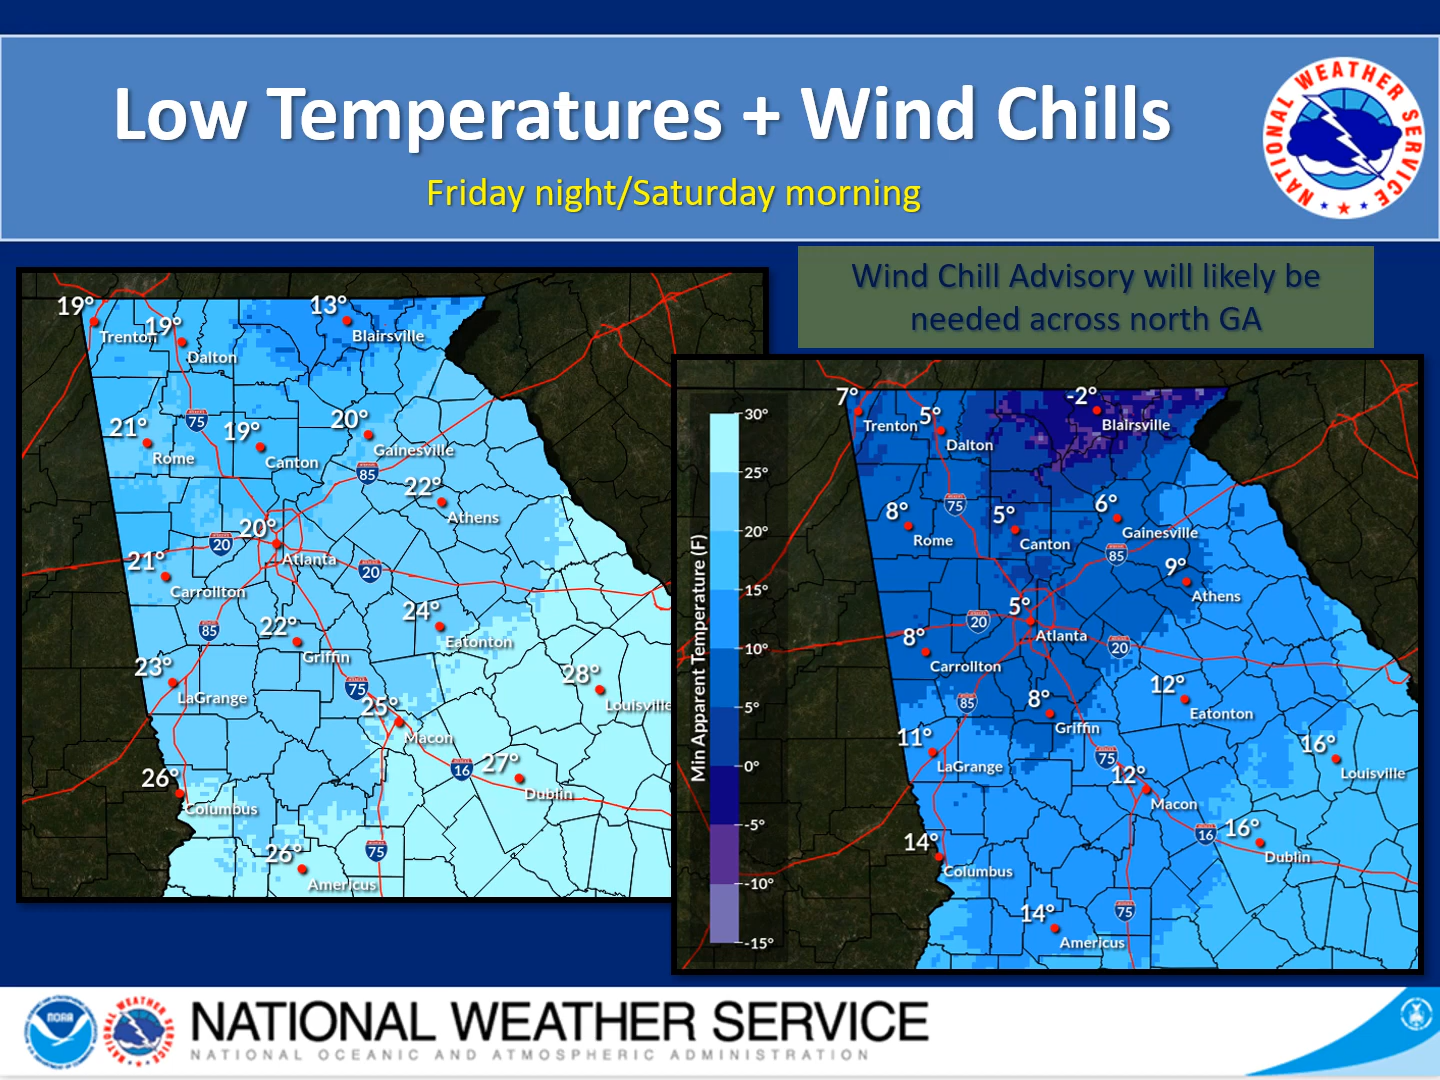 Low Temperatures + Wind Chills
Friday night/Saturday morning
NATIONAL WEATHER SERVICE
Wind Chill Advisory will likely be
needed across north GA
19°
Trenton
19°
Dalton
13°
Blairsville
75
21°
Rome
19°
Canton
20°
Gainesville
85
22°
Athens
20°
Atlanta
20
20
21°
Carrollton
85
22°
Griffin
24°
Eatonton
23°
LaGrange
75
25°
Macon
28°
Louisville
26°
Columbus
16
27°
Dublin
26°
Americus
75
Min Apparent Temperature (F)
30°
25°
20°
15°
10°
5°
0°
-5°
-10°
-15°
7°
Trenton
5°
Dalton
-2°
Blairsville
75
8°
Rome
5°
Canton
6°
Gainesville
85
9°
Athens
5°
Atlanta
20
20
8°
Carrollton
85
8°
Griffin
12°
Eatonton
11°
LaGrange
75
12°
Macon
16°
Louisville
14°
Columbus
16
16°
Dublin
14°
Americus
75
NOAA
NATIONAL WEATHER SERVICE
NATIONAL WEATHER SERVICE
NATIONAL OCEANIC AND ATMOSPHERIC ADMINISTRATION